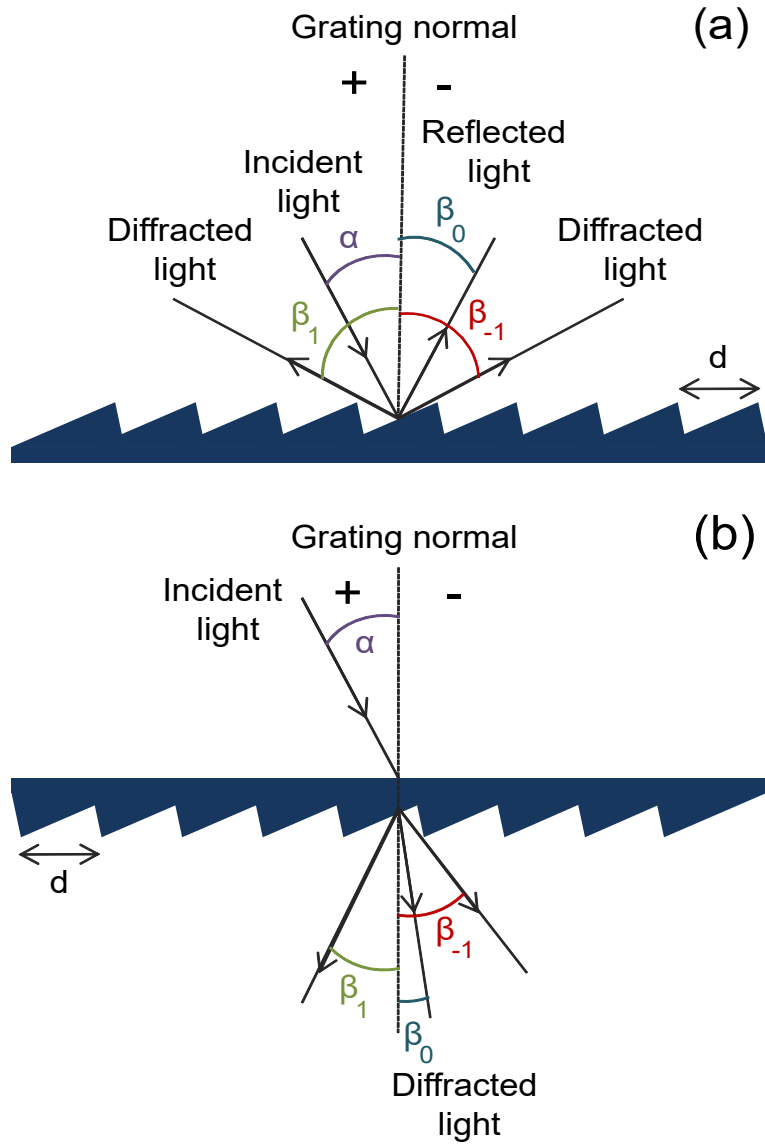 (a)
Grating normal
+ -
Reflected
light
Incident
light
β0
α
Diffracted
light
Diffracted
light
β1
β-1
d
(b)
Grating normal
Incident
light
+ -
α
d
β1
β-1
β0
Diffracted
light